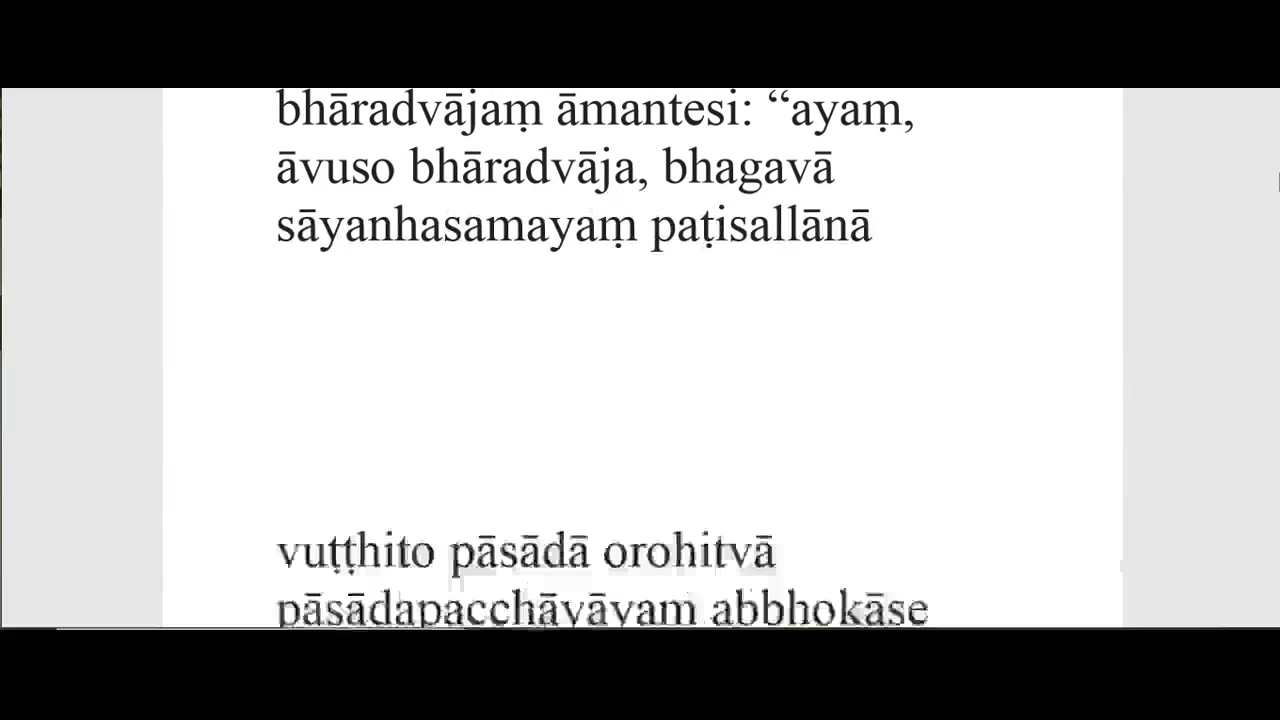 bhāradvājaṃ āmantesi: “ayaṃ,
āvuso bhāradvāja, bhagavā
sāyanhasamayaṃ paṭisallānā
vuṭṭhito pāsādā orohitvā
pāsādapacchāyāyaṃ abbhokāse